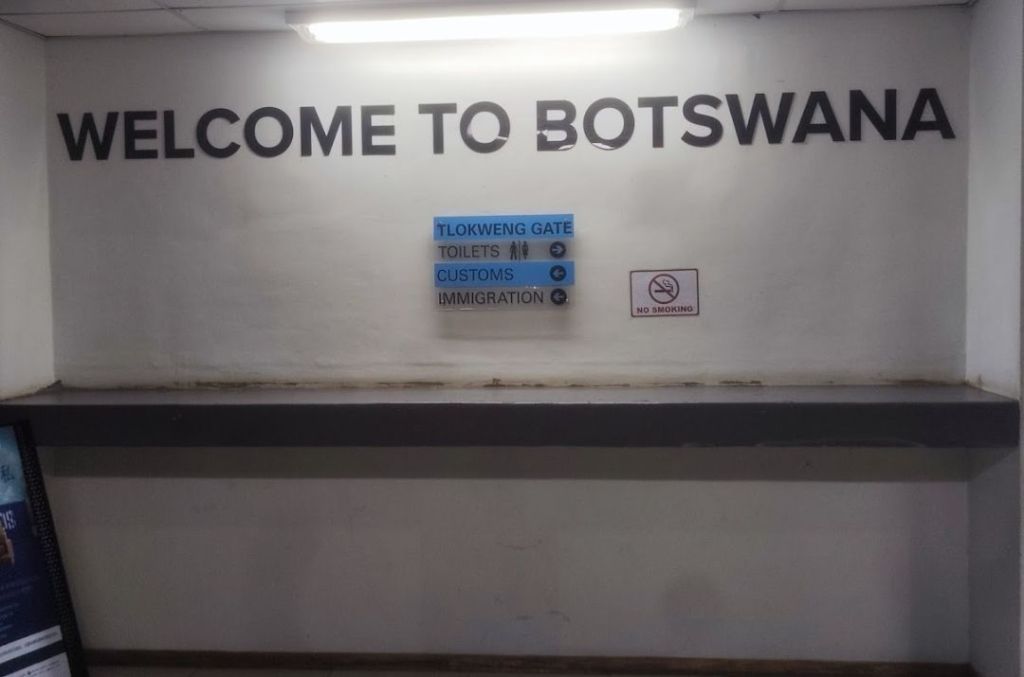 WELCOME TO BOTSWANA
TLOKWENG GATE
TOILETS
CUSTOMS
IMMIGRATION
NO SMOKING